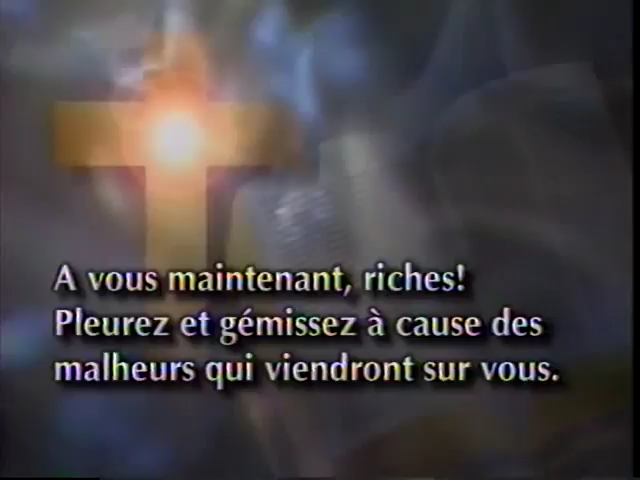 A vous maintenant, riches!
Pleurez et gémissez à cause des
malheurs qui viendront sur vous.